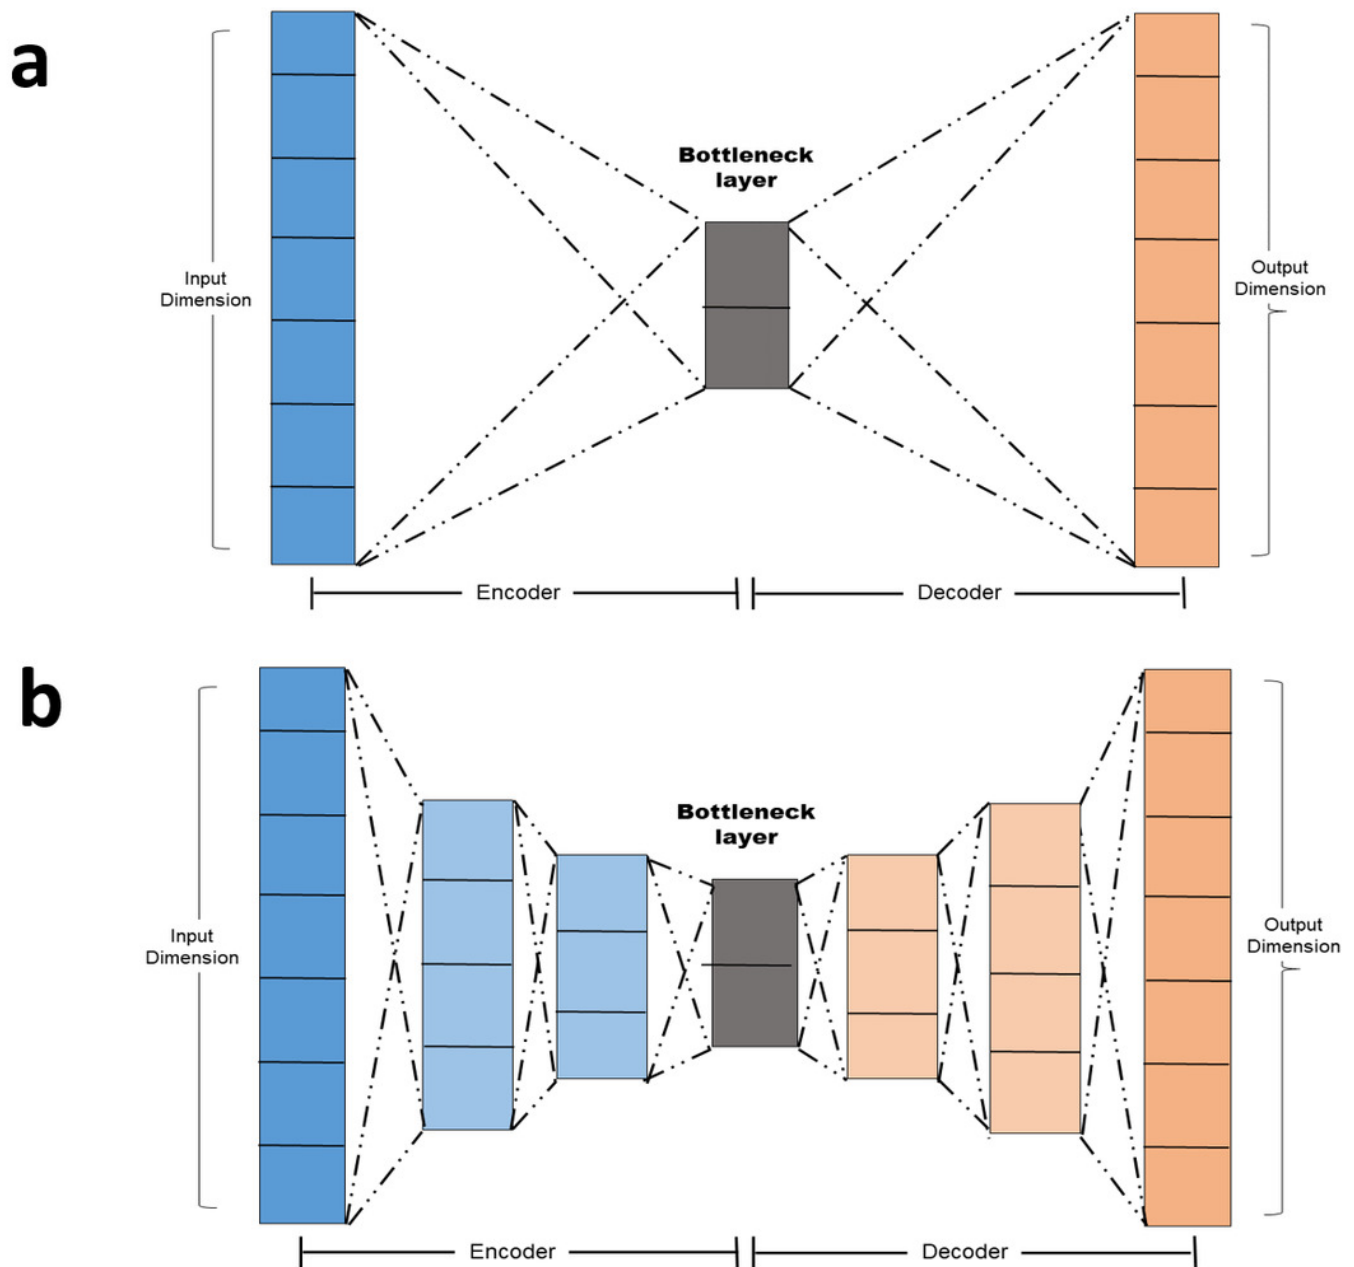 a
Bottleneck
layer
Input
Dimension
Output
Dimension
Encoder
Decoder
b
Bottleneck
layer
Input
Dimension
Output
Dimension
Encoder
Decoder